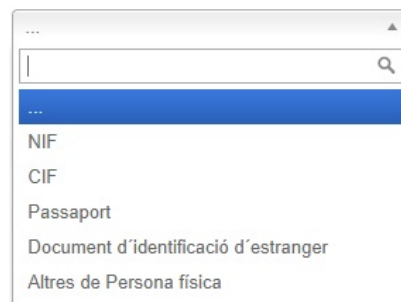 ...
...
NIF
CIF
Passaport
Document d´identificació d´estranger
Altres de Persona física